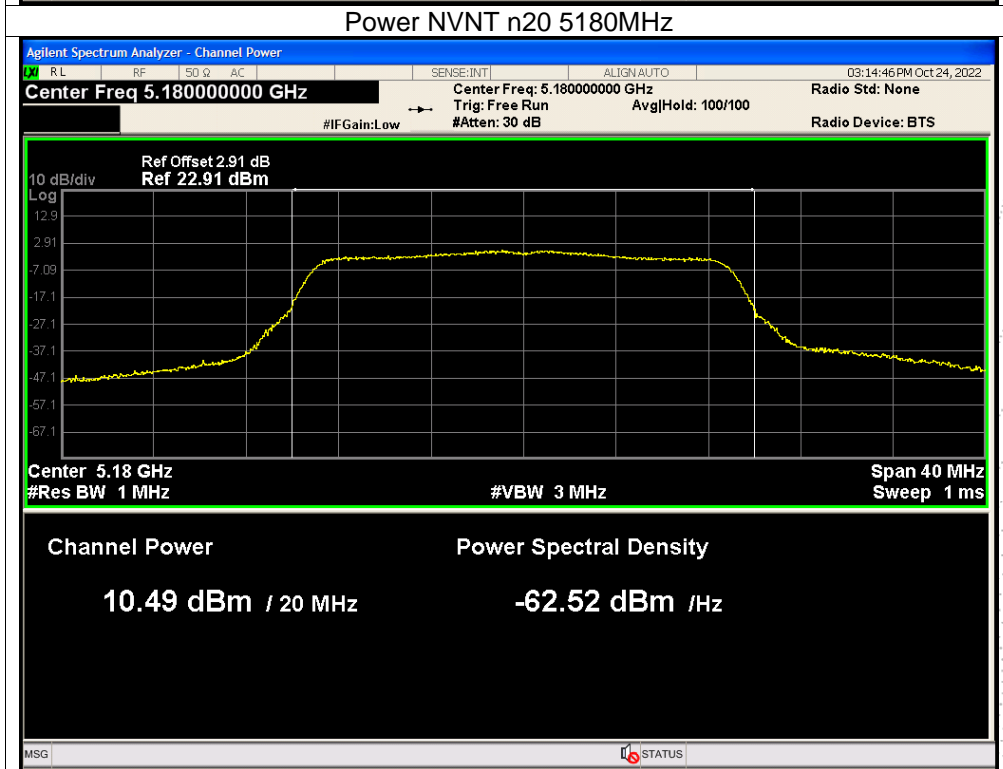 Power NVNT n20 5180MHz
Agilent Spectrum Analyzer - Channel Power
LXI RL RF 50 Ω AC SENSE:INT ALIGN AUTO 03:14:46 PM Oct 24, 2022
Center Freq 5.180000000 GHz Center Freq: 5.180000000 GHz Radio Std: None
Trig: Free Run Avg|Hold: 100/100
#IFGain:Low #Atten: 30 dB Radio Device: BTS
Ref Offset 2.91 dB
10 dB/div Ref 22.91 dBm
Log
12.9
2.91
-7.09
-17.1
-27.1
-37.1
-47.1
-57.1
-67.1
Center 5.18 GHz Span 40 MHz
#Res BW 1 MHz #VBW 3 MHz Sweep 1 ms
Channel Power Power Spectral Density
10.49 dBm / 20 MHz -62.52 dBm /Hz
MSG STATUS